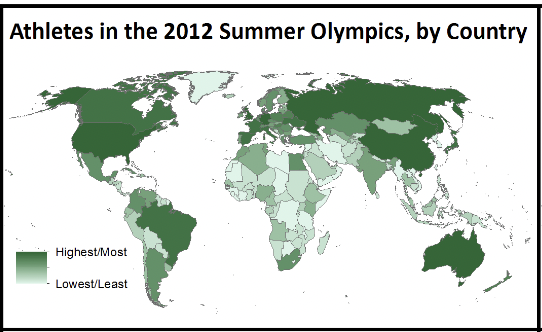 Athletes in the 2012 Summer Olympics, by Country
Highest/Most
Lowest/Least